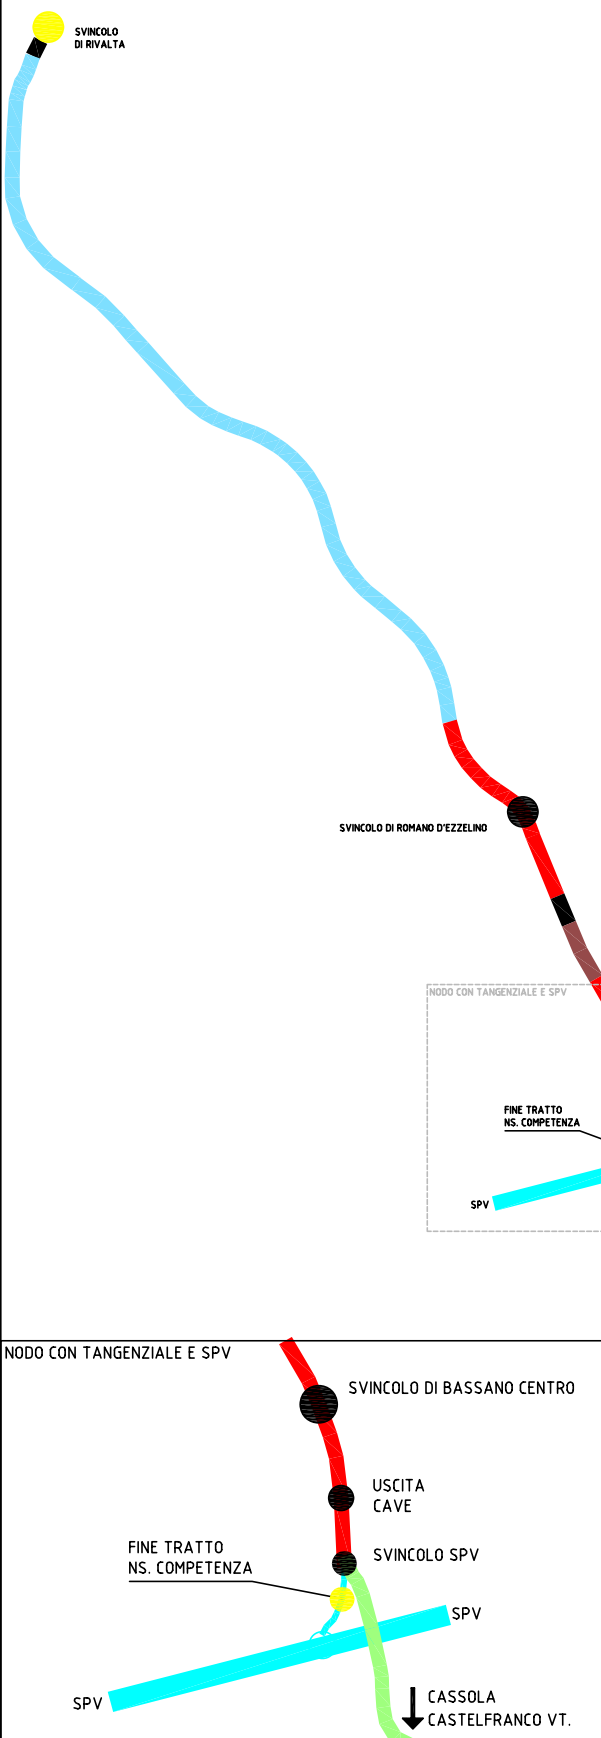 SVINCOLO
DI RIVALTA
SVINCOLO DI ROMANO D'EZZELINO
NODO CON TANGENZIALE E SPV
FINE TRATTO
NS. COMPETENZA
SPV
NODO CON TANGENZIALE E SPV
SVINCOLO DI BASSANO CENTRO
USCITA
CAVE
FINE TRATTO
NS. COMPETENZA
SVINCOLO SPV
SPV
SPV
CASSOLA
CASTELFRANCO VT.